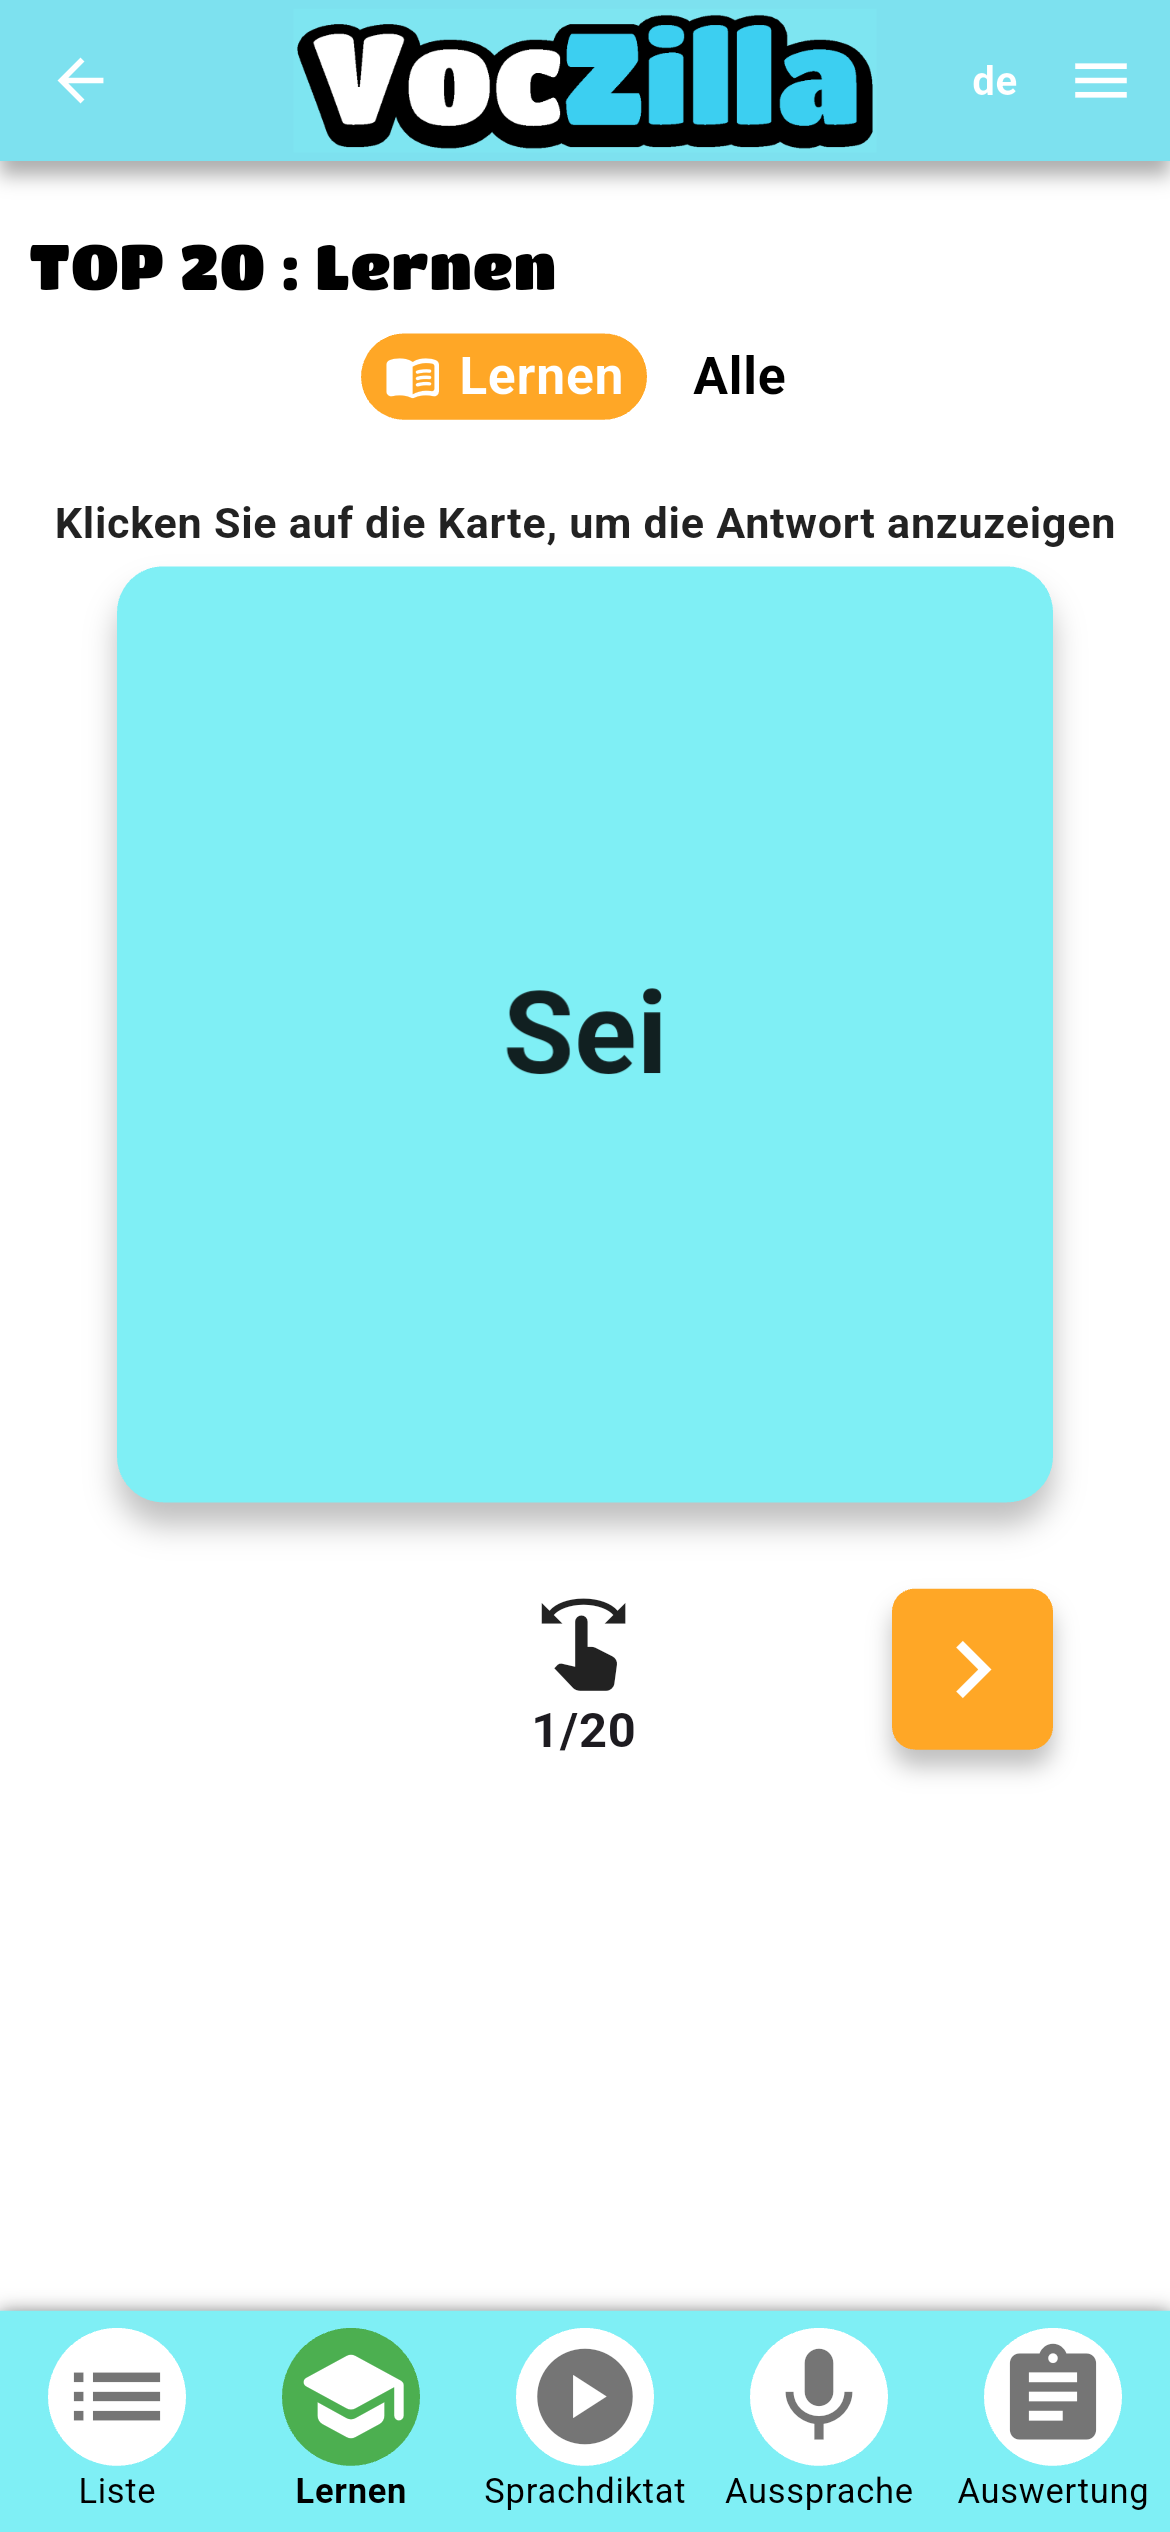 VocZilla
de
TOP 20 : Lernen
Lernen
Alle
Klicken Sie auf die Karte, um die Antwort anzuzeigen
Sei
1/20
Liste
Lernen
Sprachdiktat
Aussprache
Auswertung